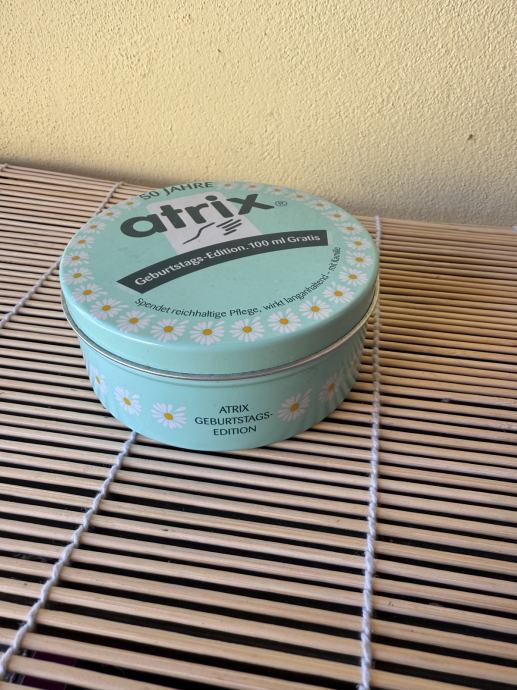 50 JAHRE
atrix®
Geburtstags-Edition·100 ml Gratis
Spendet reichhaltige Pflege, wirkt langanhaltend - mit Kamille
ATRIX
GEBURTSTAGS-
EDITION